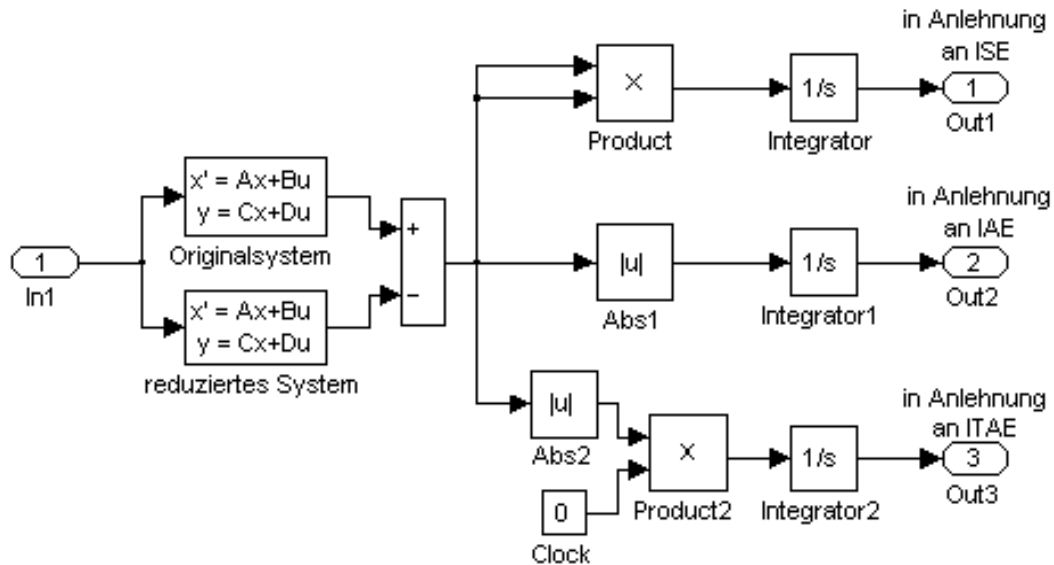 in Anlehnung
an ISE
×
1/s
1
Product
Integrator
Out1
x' = Ax+Bu
y = Cx+Du
Originalsystem
+
−
1
In1
x' = Ax+Bu
y = Cx+Du
reduziertes System
in Anlehnung
an IAE
|u|
1/s
2
Abs1
Integrator1
Out2
in Anlehnung
an ITAE
|u|
Abs2
×
1/s
3
0
Clock
Product2
Integrator2
Out3